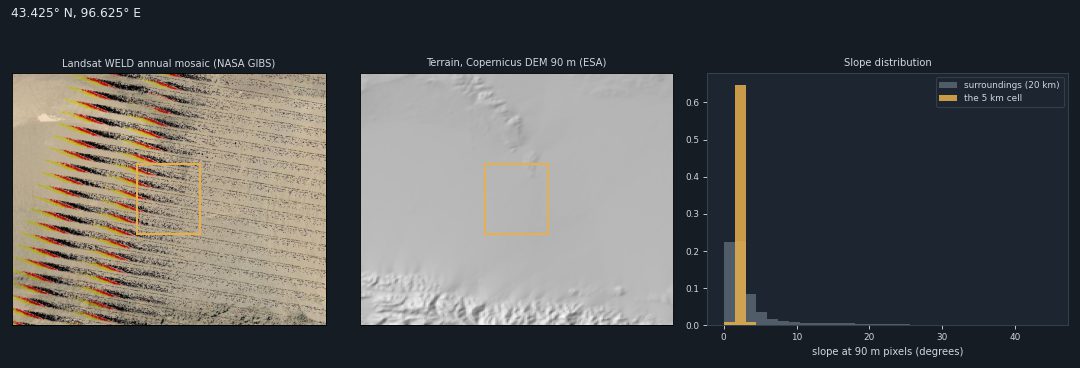 43.425° N, 96.625° E
Landsat WELD annual mosaic (NASA GIBS)
Terrain, Copernicus DEM 90 m (ESA)
Slope distribution
surroundings (20 km)
the 5 km cell
0.6
0.5
0.4
0.3
0.2
0.1
0.0
0
10
20
30
40
slope at 90 m pixels (degrees)